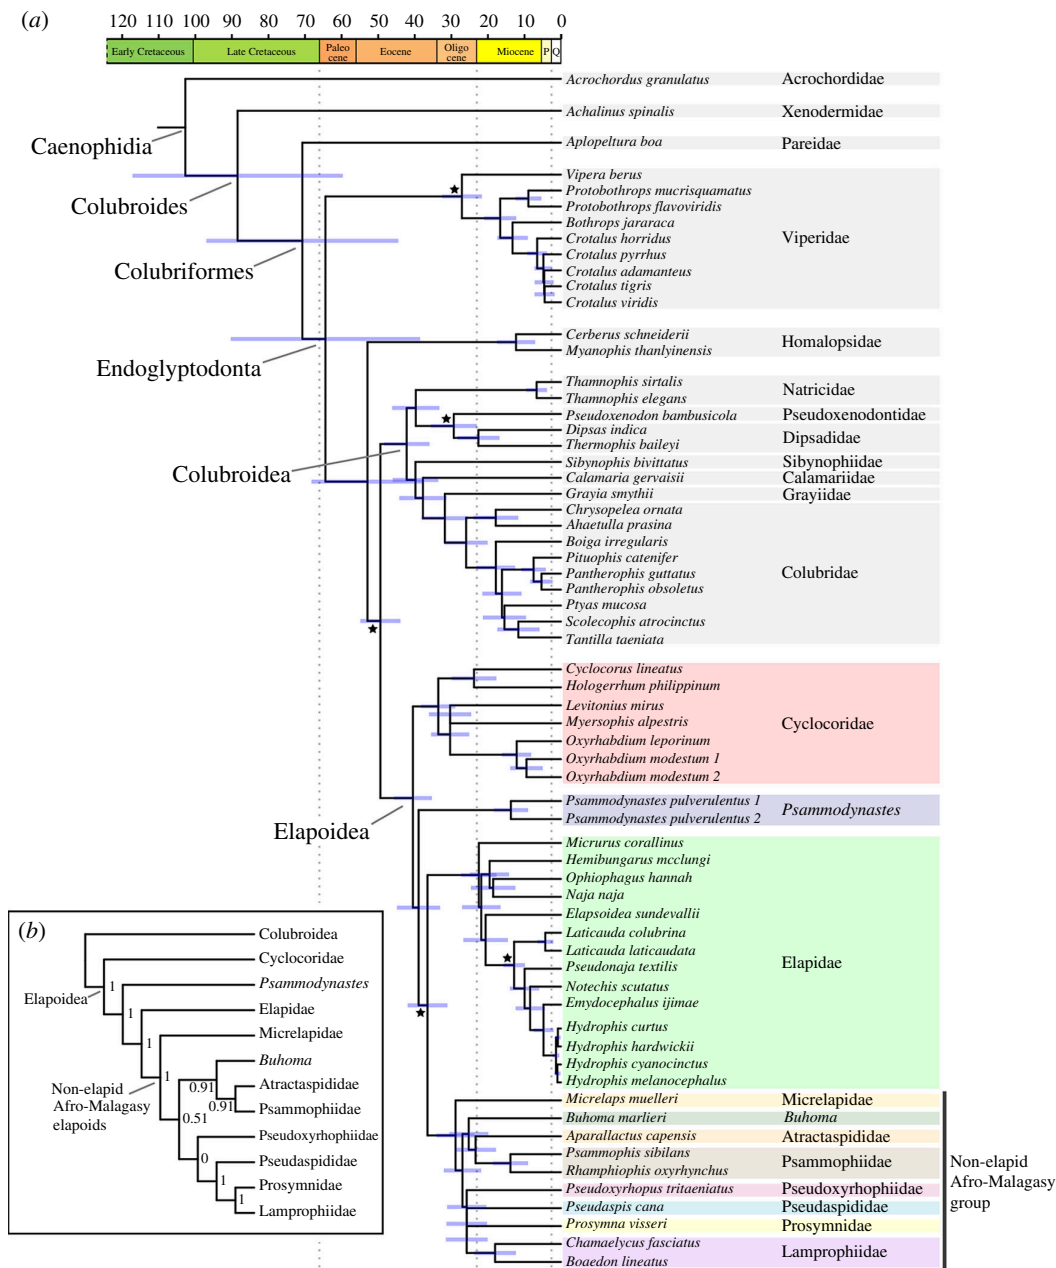 (a)
120 110 100 90 80 70 60 50 40 30 20 10 0
Early Cretaceous
Late Cretaceous
Paleo
cene
Eocene
Oligo
cene
Miocene
P
Q
Acrochordus granulatus Acrochordidae
Achalinus spinalis Xenodermidae
Caenophidia
Aplopeltura boa Pareidae
Vipera berus
Protobothrops mucrisquamatus
Protobothrops flavoviridis
Colubroides
Bothrops jararaca
Crotalus horridus Viperidae
Crotalus pyrrhus
Colubriformes
Crotalus adamanteus
Crotalus tigris
Crotalus viridis
Cerberus schneiderii
Homalopsidae
Myanophis thanlyinensis
Endoglyptodonta
Thamnophis sirtalis
Natricidae
Thamnophis elegans
Pseudoxenodon bambusicola Pseudoxenodontidae
Dipsas indica
Dipsadidae
Thermophis baileyi
Sibynophis bivittatus Sibynophiidae
Colubroidea
Calamaria gervaisii Calamariidae
Grayia smythii Grayiidae
Chrysopelea ornata
Ahaetulla prasina
Boiga irregularis
Pituophis catenifer
Pantherophis guttatus Colubridae
Pantherophis obsoletus
Ptyas mucosa
Scolecophis atrocinctus
Tantilla taeniata
Cyclocorus lineatus
Hologerrhum philippinum
Levitonius mirus
Myersophis alpestris Cyclocoridae
Oxyrhabdium leporinum
Oxyrhabdium modestum 1
Oxyrhabdium modestum 2
Psammodynastes pulverulentus 1
Psammodynastes
Psammodynastes pulverulentus 2
Elapoidea
Micrurus corallinus
Hemibungarus mcclungi
Ophiophagus hannah
Naja naja
Elapsoidea sundevallii
Laticauda colubrina
Laticauda laticaudata
Elapidae
Pseudonaja textilis
Notechis scutatus
Emydocephalus ijimae
Hydrophis curtus
Hydrophis hardwickii
Hydrophis cyanocinctus
Hydrophis melanocephalus
Micrelaps muelleri Micrelapidae
Buhoma marlieri Buhoma
Aparallactus capensis Atractaspididae
Psammophis sibilans
Psammophiidae
Rhamphiophis oxyrhynchus
Pseudoxyrhopus tritaeniatus Pseudoxyrhophiidae
Pseudaspis cana Pseudaspididae
Prosymna visseri Prosymnidae
Chamaelycus fasciatus
Lamprophiidae
Boaedon lineatus
Non-elapid
Afro-Malagasy
group
(b)
Colubroidea
Cyclocoridae
Elapoidea
1
Psammodynastes
1
Elapidae
1
Micrelapidae
1
Non-elapid
Afro-Malagasy
elapoids
Buhoma
0.91
Atractaspididae
0.91
Psammophiidae
0.51
Pseudoxyrhophiidae
0
Pseudaspididae
1
Prosymnidae
1
Lamprophiidae